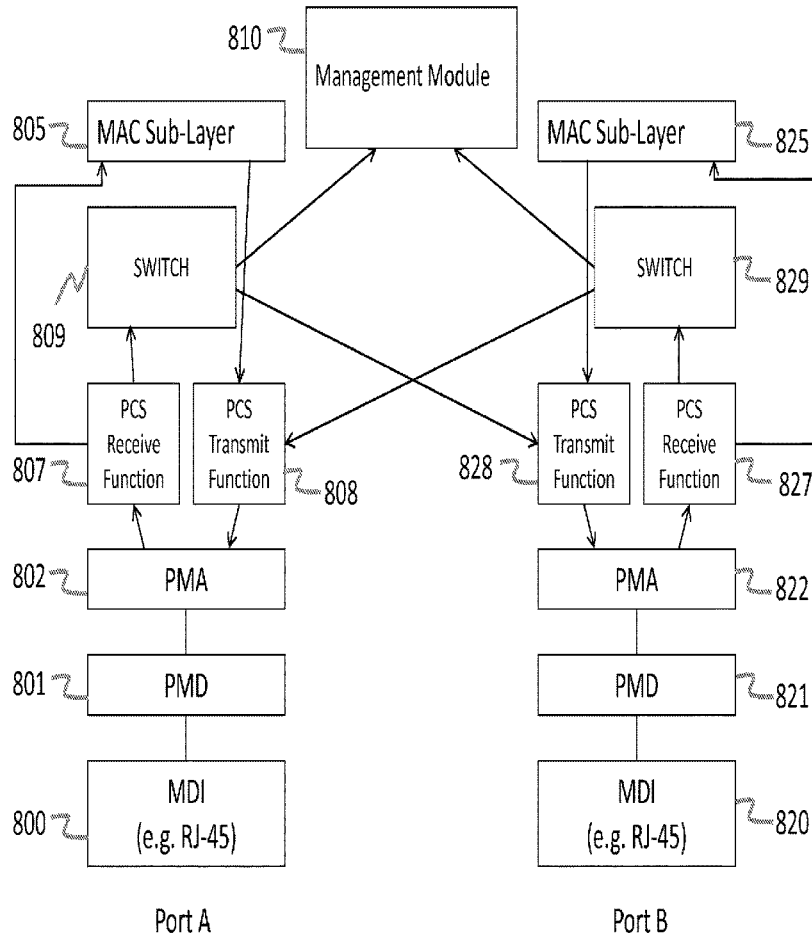 810
Management Module
805
MAC Sub-Layer
MAC Sub-Layer
825
SWITCH
SWITCH
829
809
PCS
Receive
Function
PCS
Transmit
Function
PCS
Transmit
Function
PCS
Receive
Function
807
808
828
827
802
PMA
PMA
822
801
PMD
PMD
821
800
MDI
(e.g. RJ-45)
MDI
(e.g. RJ-45)
820
Port A
Port B